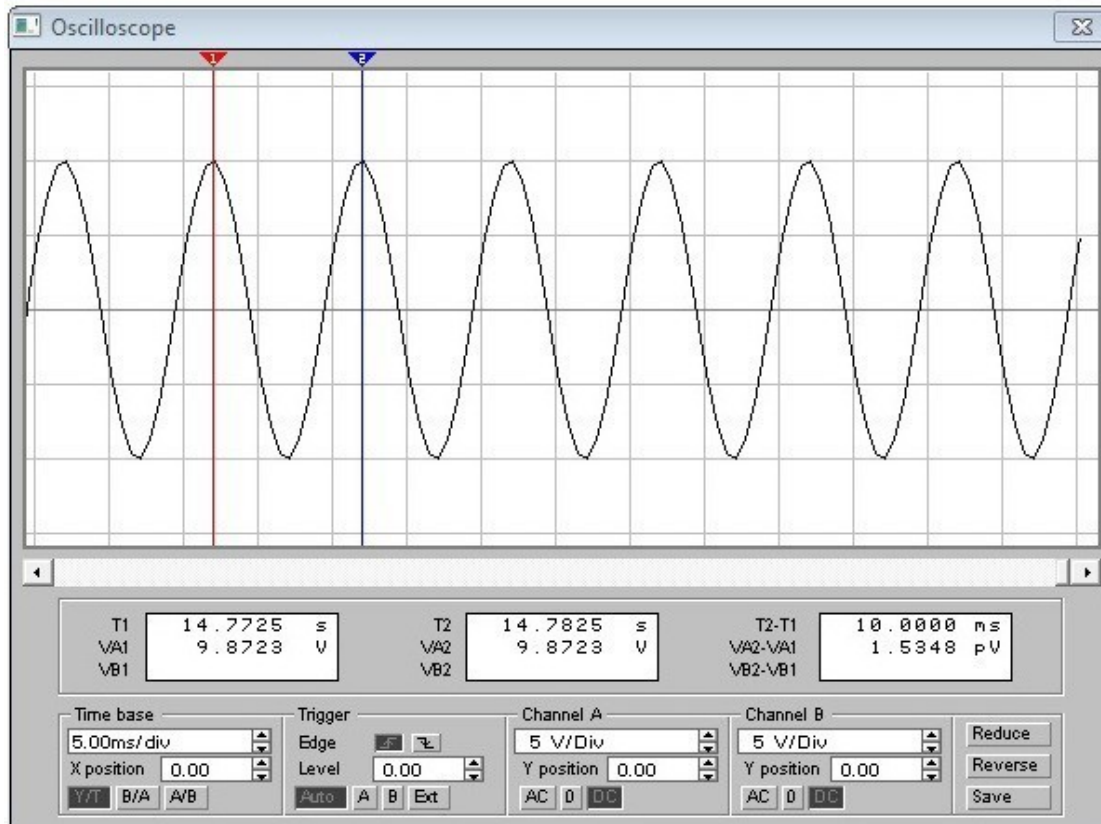 Oscilloscope
1 2
T1 14.7725 s
VA1 9.8723 V
VB1
T2 14.7825 s
VA2 9.8723 V
VB2
T2-T1 10.0000 ms
VA2-VA1 1.5348 pV
VB2-VB1
Time base
5.00ms/div
X position 0.00
Y/T B/A A/B
Trigger
Edge
Level 0.00
Auto A B Ext
Channel A
5 V/Div
Y position 0.00
AC 0 DC
Channel B
5 V/Div
Y position 0.00
AC 0 DC
Reduce
Reverse
Save